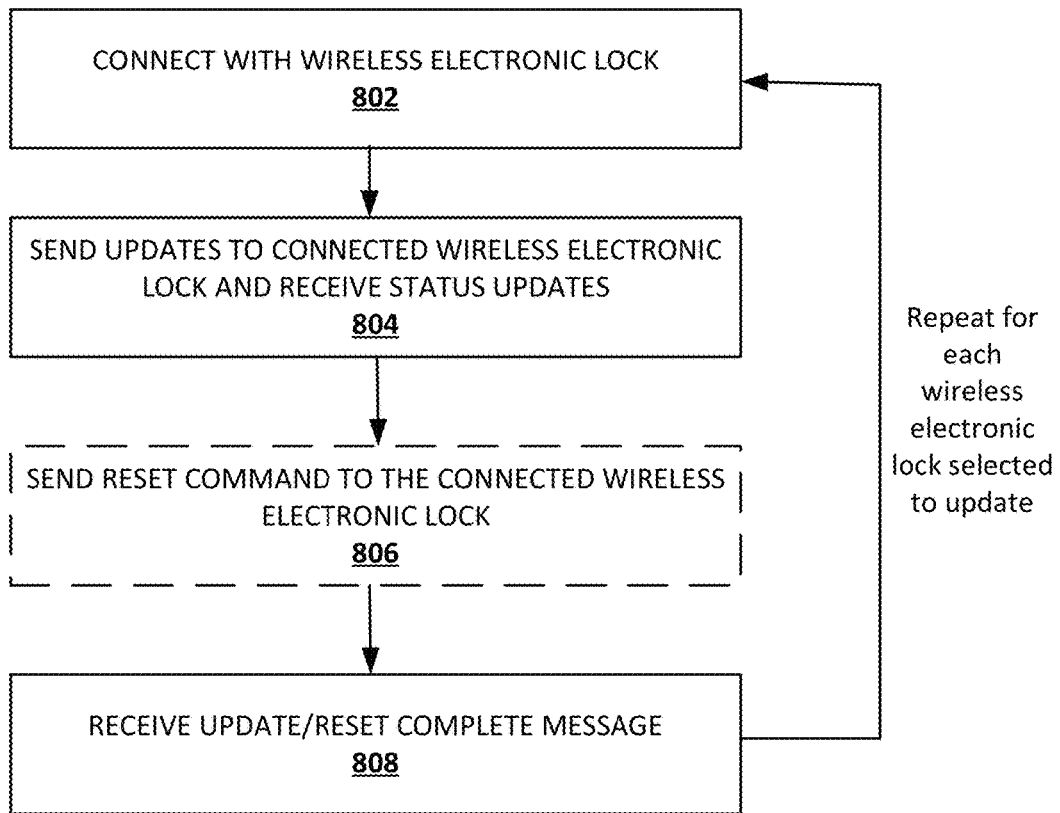 CONNECT WITH WIRELESS ELECTRONIC LOCK
802
SEND UPDATES TO CONNECTED WIRELESS ELECTRONIC
LOCK AND RECEIVE STATUS UPDATES
804
SEND RESET COMMAND TO THE CONNECTED WIRELESS
ELECTRONIC LOCK
806
RECEIVE UPDATE/RESET COMPLETE MESSAGE
808
Repeat for
each
wireless
electronic
lock selected
to update